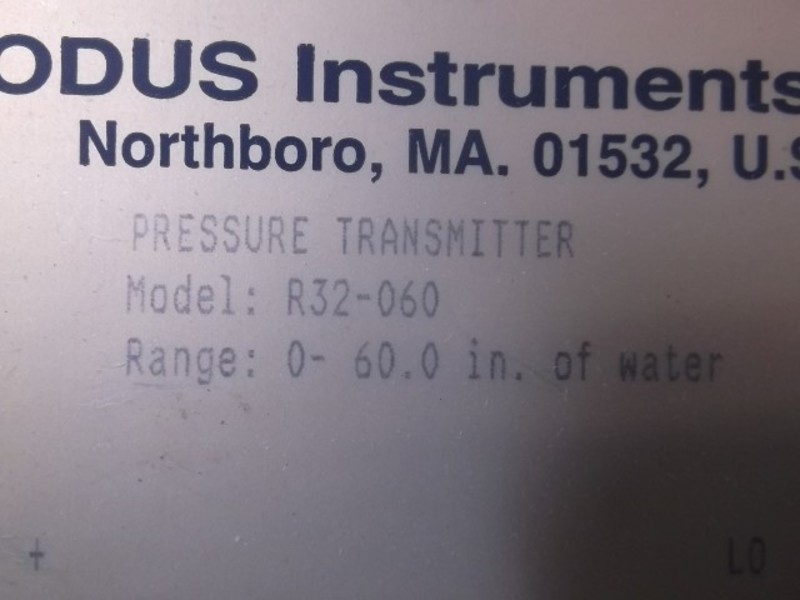 ODUS Instruments
Northboro, MA. 01532, U.S
PRESSURE TRANSMITTER
Model: R32-060
Range: 0- 60.0 in. of water
+ LO